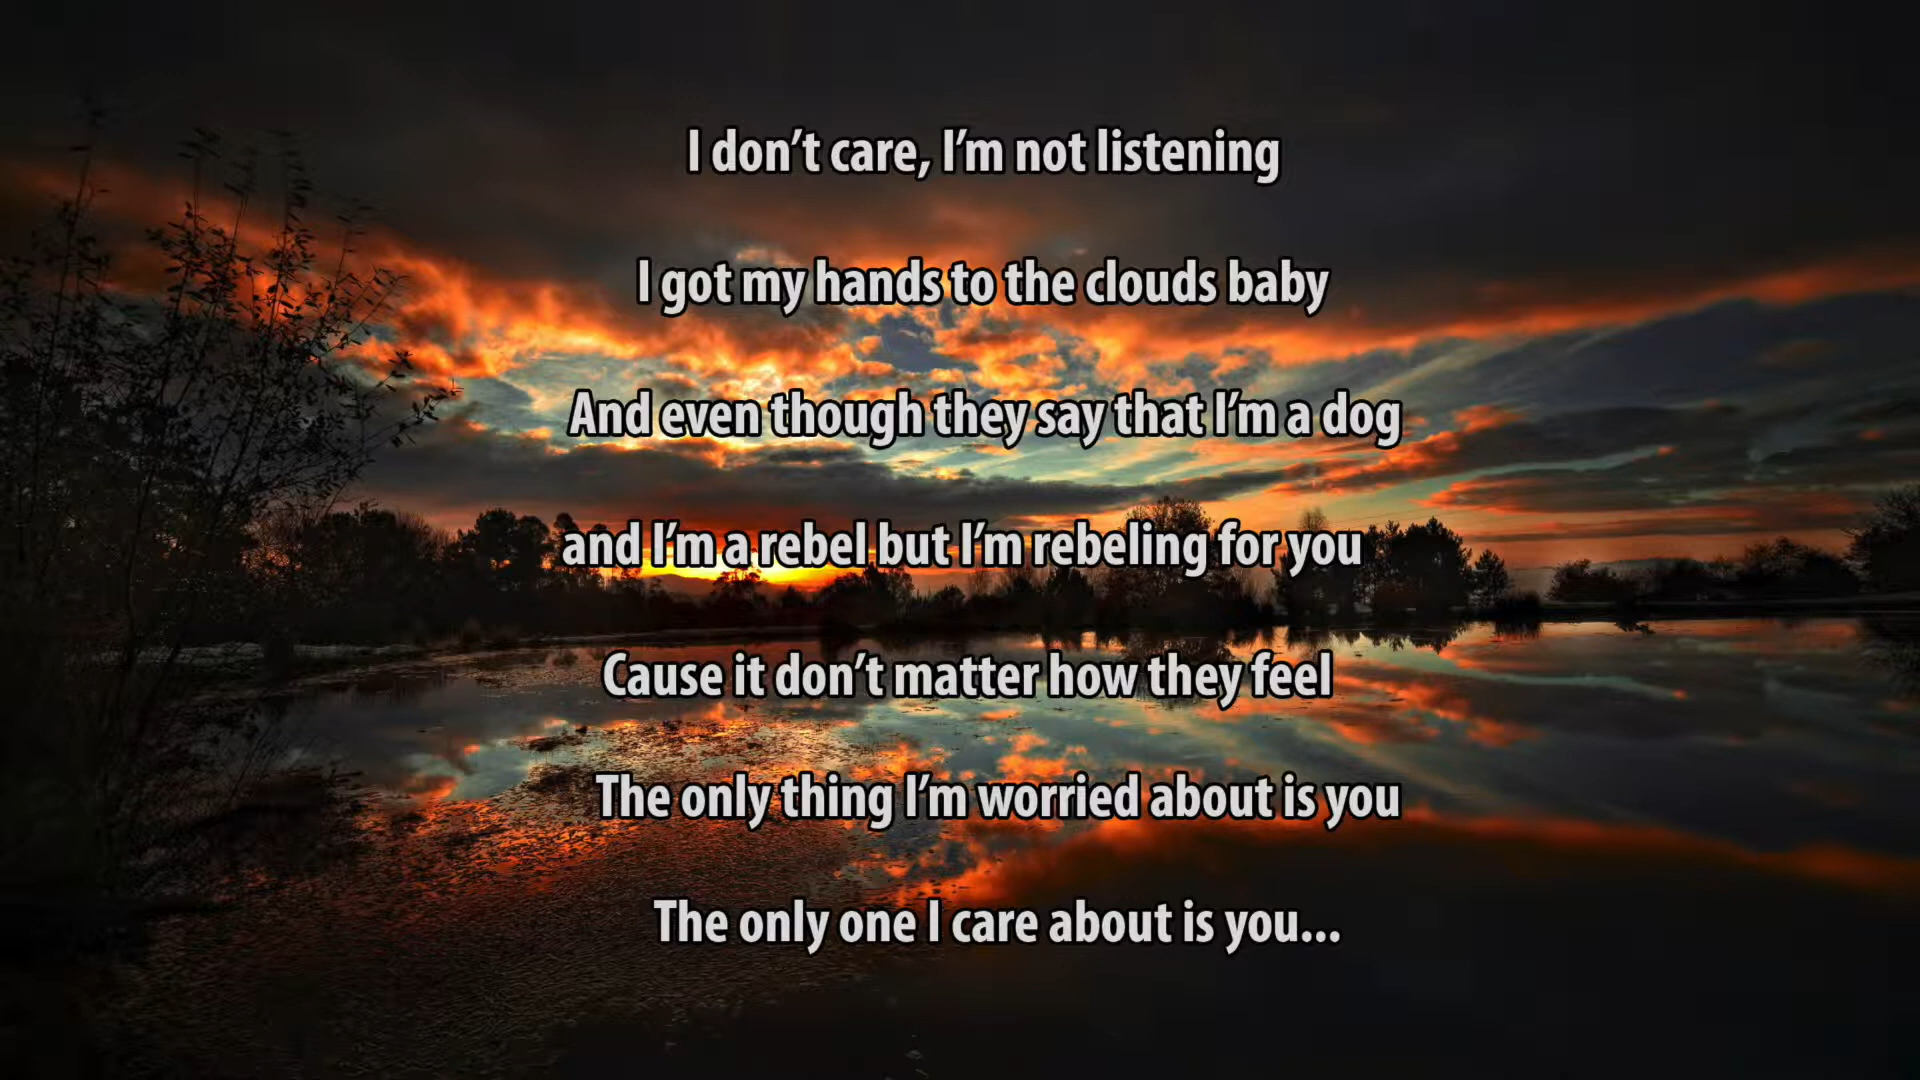 I don’t care, I’m not listening
I got my hands to the clouds baby
And even though they say that I’m a dog
and I’m a rebel but I’m rebeling for you
Cause it don’t matter how they feel
The only thing I’m worried about is you
The only one I care about is you...